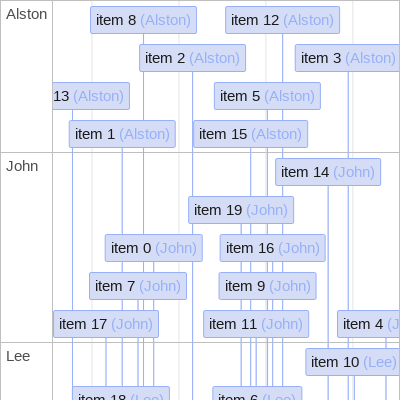 Alston
item 8 (Alston)
item 12 (Alston)
item 2 (Alston)
item 3 (Alston)
13 (Alston)
item 5 (Alston)
item 1 (Alston)
item 15 (Alston)
John
item 14 (John)
item 19 (John)
item 0 (John)
item 16 (John)
item 7 (John)
item 9 (John)
item 17 (John)
item 11 (John)
item 4 (J
Lee
item 10 (Lee)
item 18 (Lee)
item 6 (Lee)